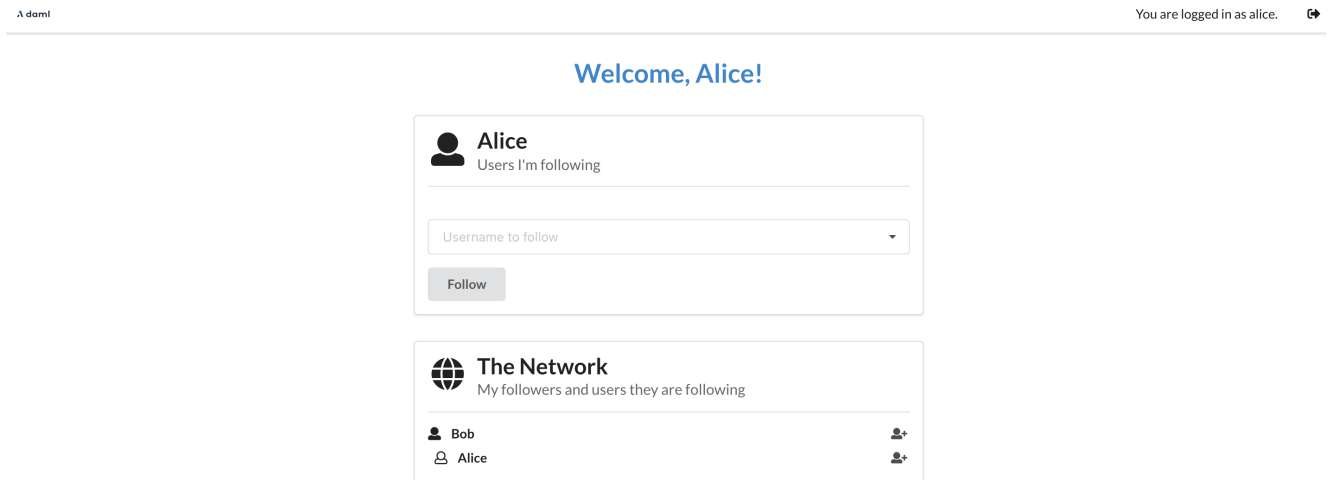 daml
You are logged in as alice.
Welcome, Alice!
Alice
Users I'm following
Username to follow
Follow
The Network
My followers and users they are following
Bob
Alice